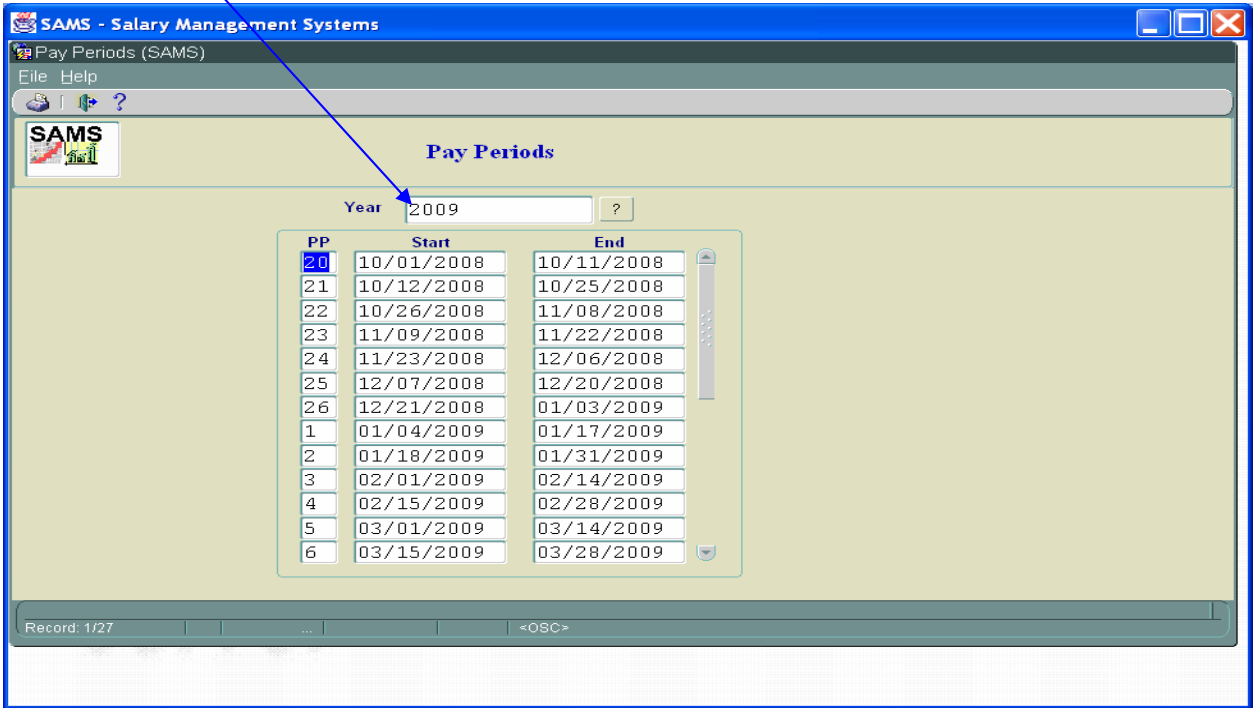 SAMS - Salary Management Systems
Pay Periods (SAMS)
File Help
?
SAMS
Pay Periods
Year 2009 ?
PP Start End
20 10/01/2008 10/11/2008
21 10/12/2008 10/25/2008
22 10/26/2008 11/08/2008
23 11/09/2008 11/22/2008
24 11/23/2008 12/06/2008
25 12/07/2008 12/20/2008
26 12/21/2008 01/03/2009
1 01/04/2009 01/17/2009
2 01/18/2009 01/31/2009
3 02/01/2009 02/14/2009
4 02/15/2009 02/28/2009
5 03/01/2009 03/14/2009
6 03/15/2009 03/28/2009
Record: 1/27 ... <OSC>